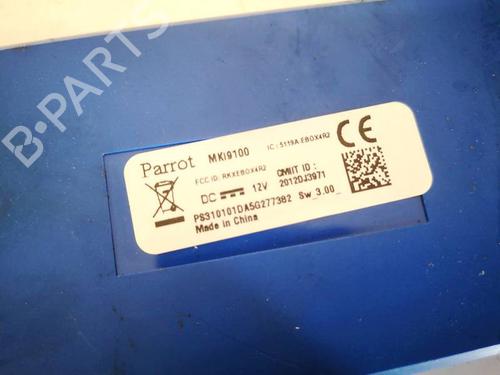 B-PARTS
Parrot MKi9100 IC : 5119A-EBOX4R2
FCC ID: RKXEBOX4R2
DC 12V CMIIT ID : 2012DJ3971
PS310101DA5G277382 Sw_3.00_
Made in China
CE